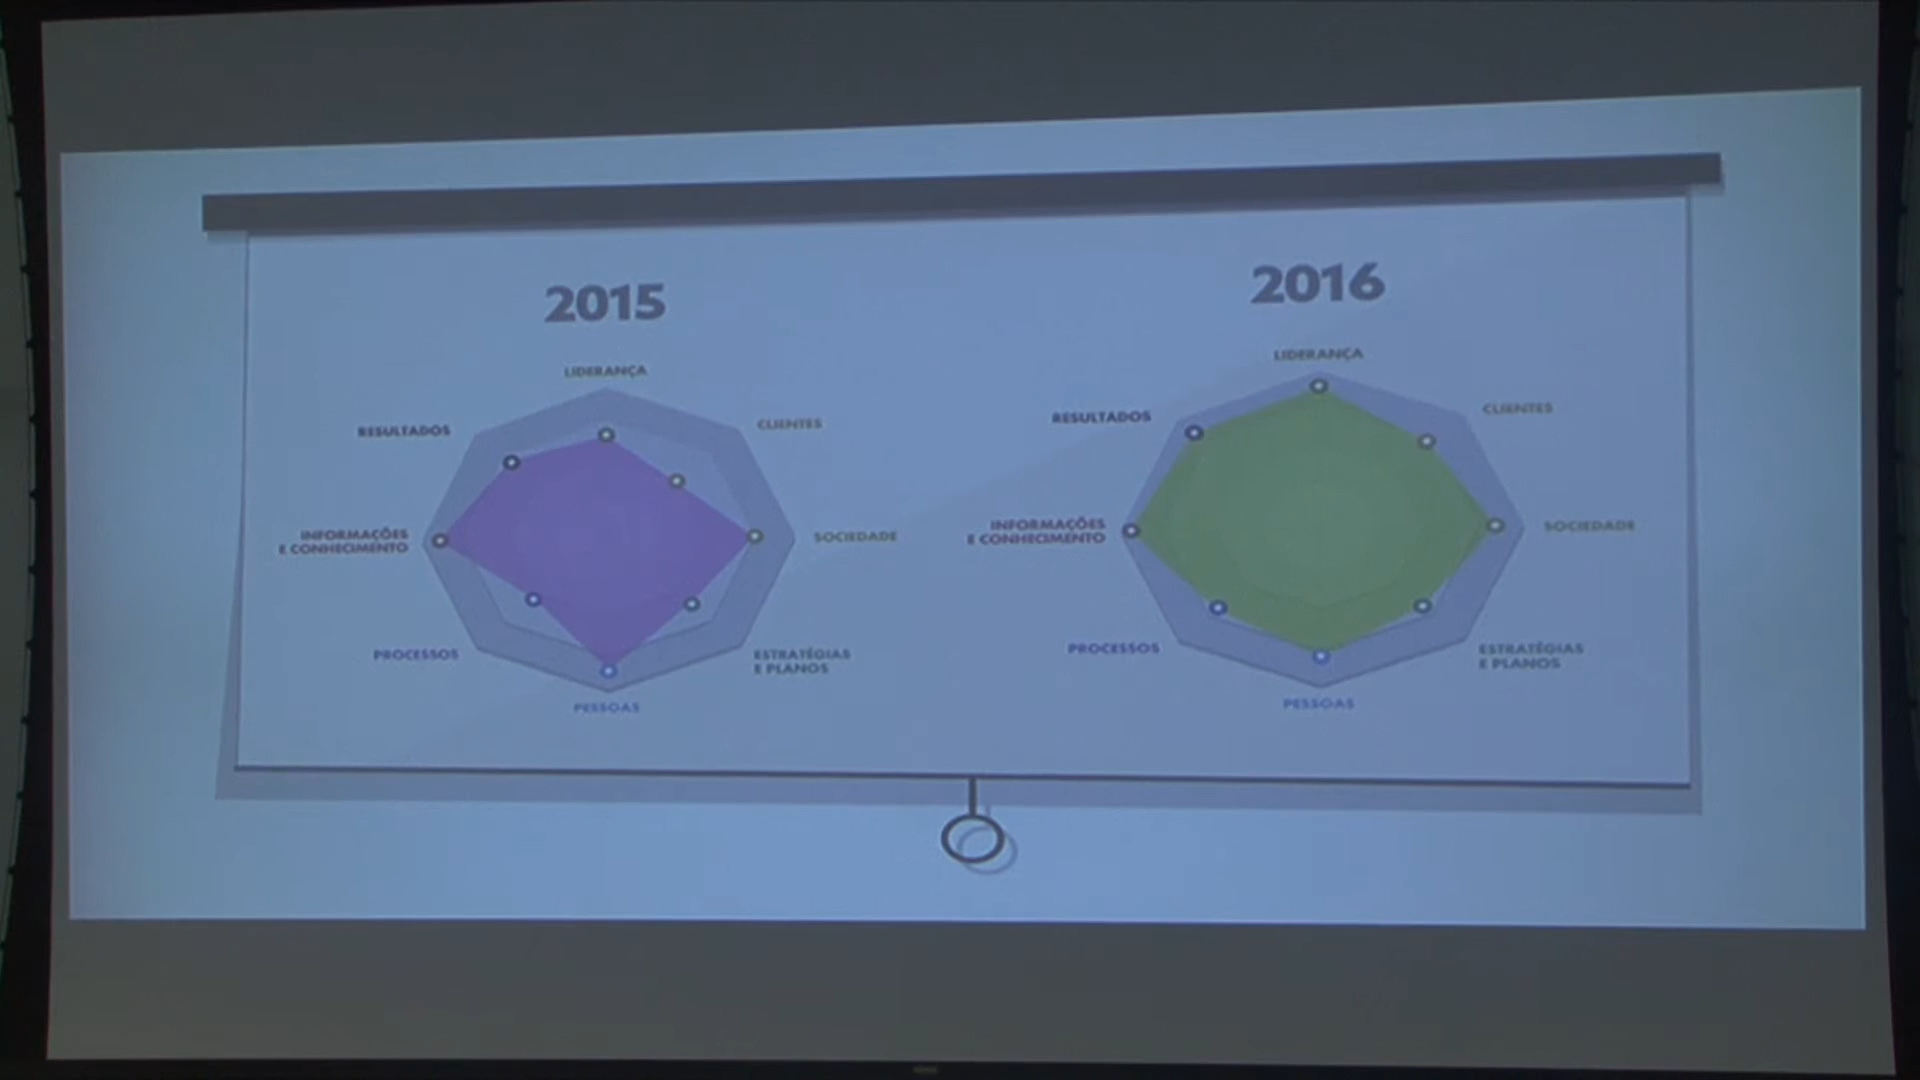 2015
LIDERANÇA
RESULTADOS
CLIENTES
INFORMAÇÕES
E CONHECIMENTO
SOCIEDADE
PROCESSOS
ESTRATÉGIAS
E PLANOS
PESSOAS
2016
LIDERANÇA
RESULTADOS
CLIENTES
INFORMAÇÕES
E CONHECIMENTO
SOCIEDADE
PROCESSOS
ESTRATÉGIAS
E PLANOS
PESSOAS